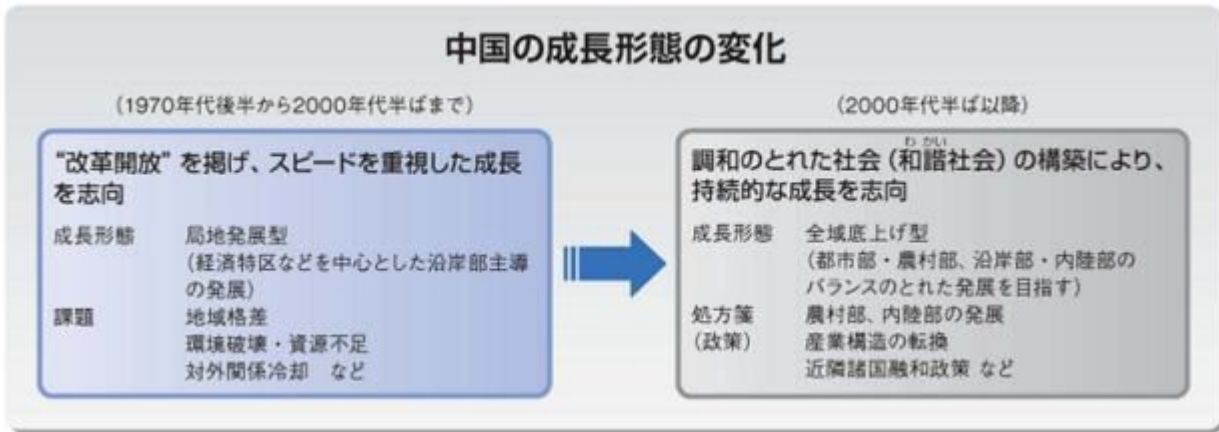 中国の成長形態の変化
(1970年代後半から2000年代半ばまで)
“改革開放”を掲げ、スピードを重視した成長
を志向
成長形態 局地発展型
(経済特区などを中心とした沿岸部主導
の発展)
課題 地域格差
環境破壊・資源不足
対外関係冷却 など
(2000年代半ば以降)
わかい
調和のとれた社会(和諧社会)の構築により、
持続的な成長を志向
成長形態 全域底上げ型
(都市部・農村部、沿岸部・内陸部の
バランスのとれた発展を目指す)
処方箋 農村部、内陸部の発展
(政策) 産業構造の転換
近隣諸国融和政策 など